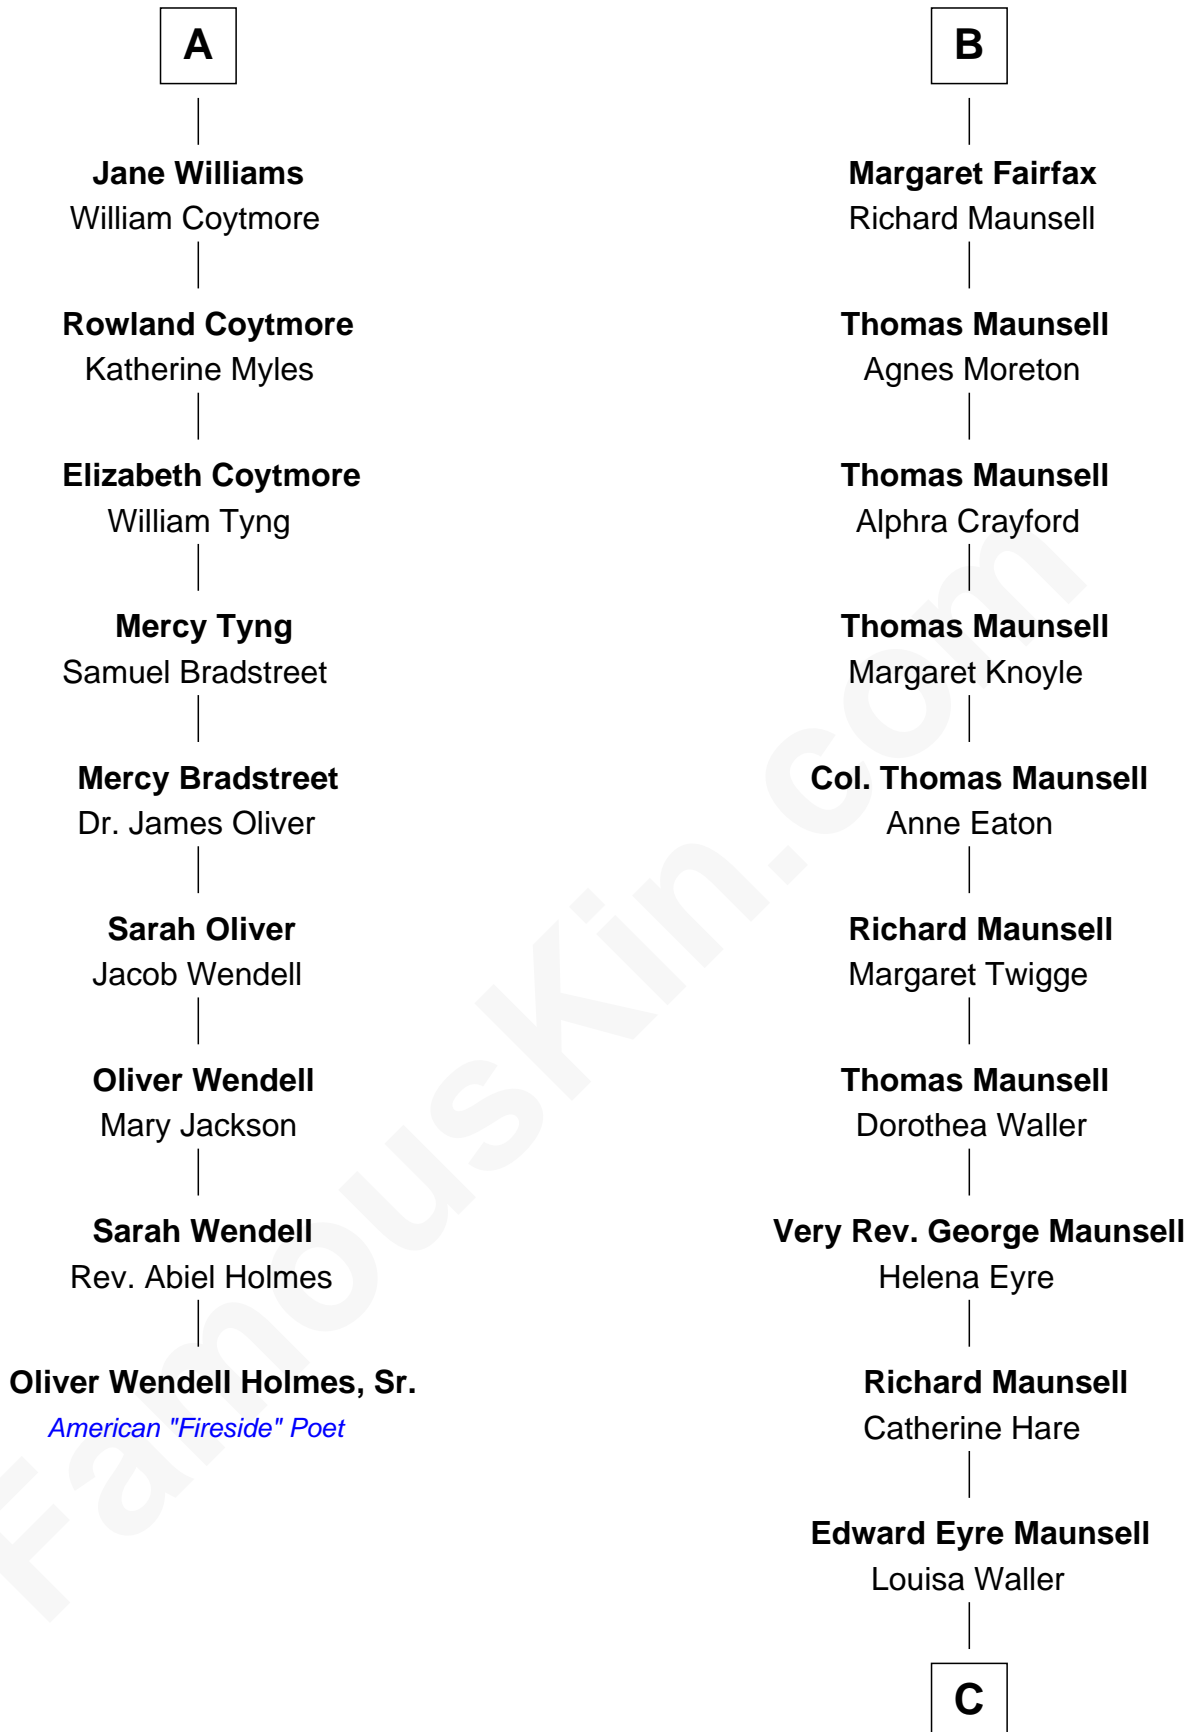 A
Jane Williams
William Coytmore
Rowland Coytmore
Katherine Myles
Elizabeth Coytmore
William Tyng
Mercy Tyng
Samuel Bradstreet
Mercy Bradstreet
Dr. James Oliver
Sarah Oliver
Jacob Wendell
Oliver Wendell
Mary Jackson
Sarah Wendell
Rev. Abiel Holmes
Oliver Wendell Holmes, Sr.
American "Fireside" Poet
B
Margaret Fairfax
Richard Maunsell
Thomas Maunsell
Agnes Moreton
Thomas Maunsell
Alphra Crayford
Thomas Maunsell
Margaret Knoyle
Col. Thomas Maunsell
Anne Eaton
Richard Maunsell
Margaret Twigge
Thomas Maunsell
Dorothea Waller
Very Rev. George Maunsell
Helena Eyre
Richard Maunsell
Catherine Hare
Edward Eyre Maunsell
Louisa Waller
C
FamousKin.com